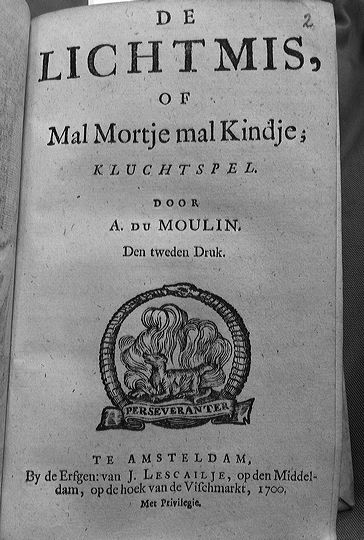 2
DE
LICHTMIS,
OF
Mal Mortje mal Kindje;
KLUCHTSPEL.
DOOR
A. DU MOULIN.
Den tweden Druk.
PERSEVERANTER
TE AMSTELDAM,
By de Erfgen: van J. LESCAILJE, op den Middel-
dam, op de hoek van de Vischmarkt, 1700.
Met Privilegie.